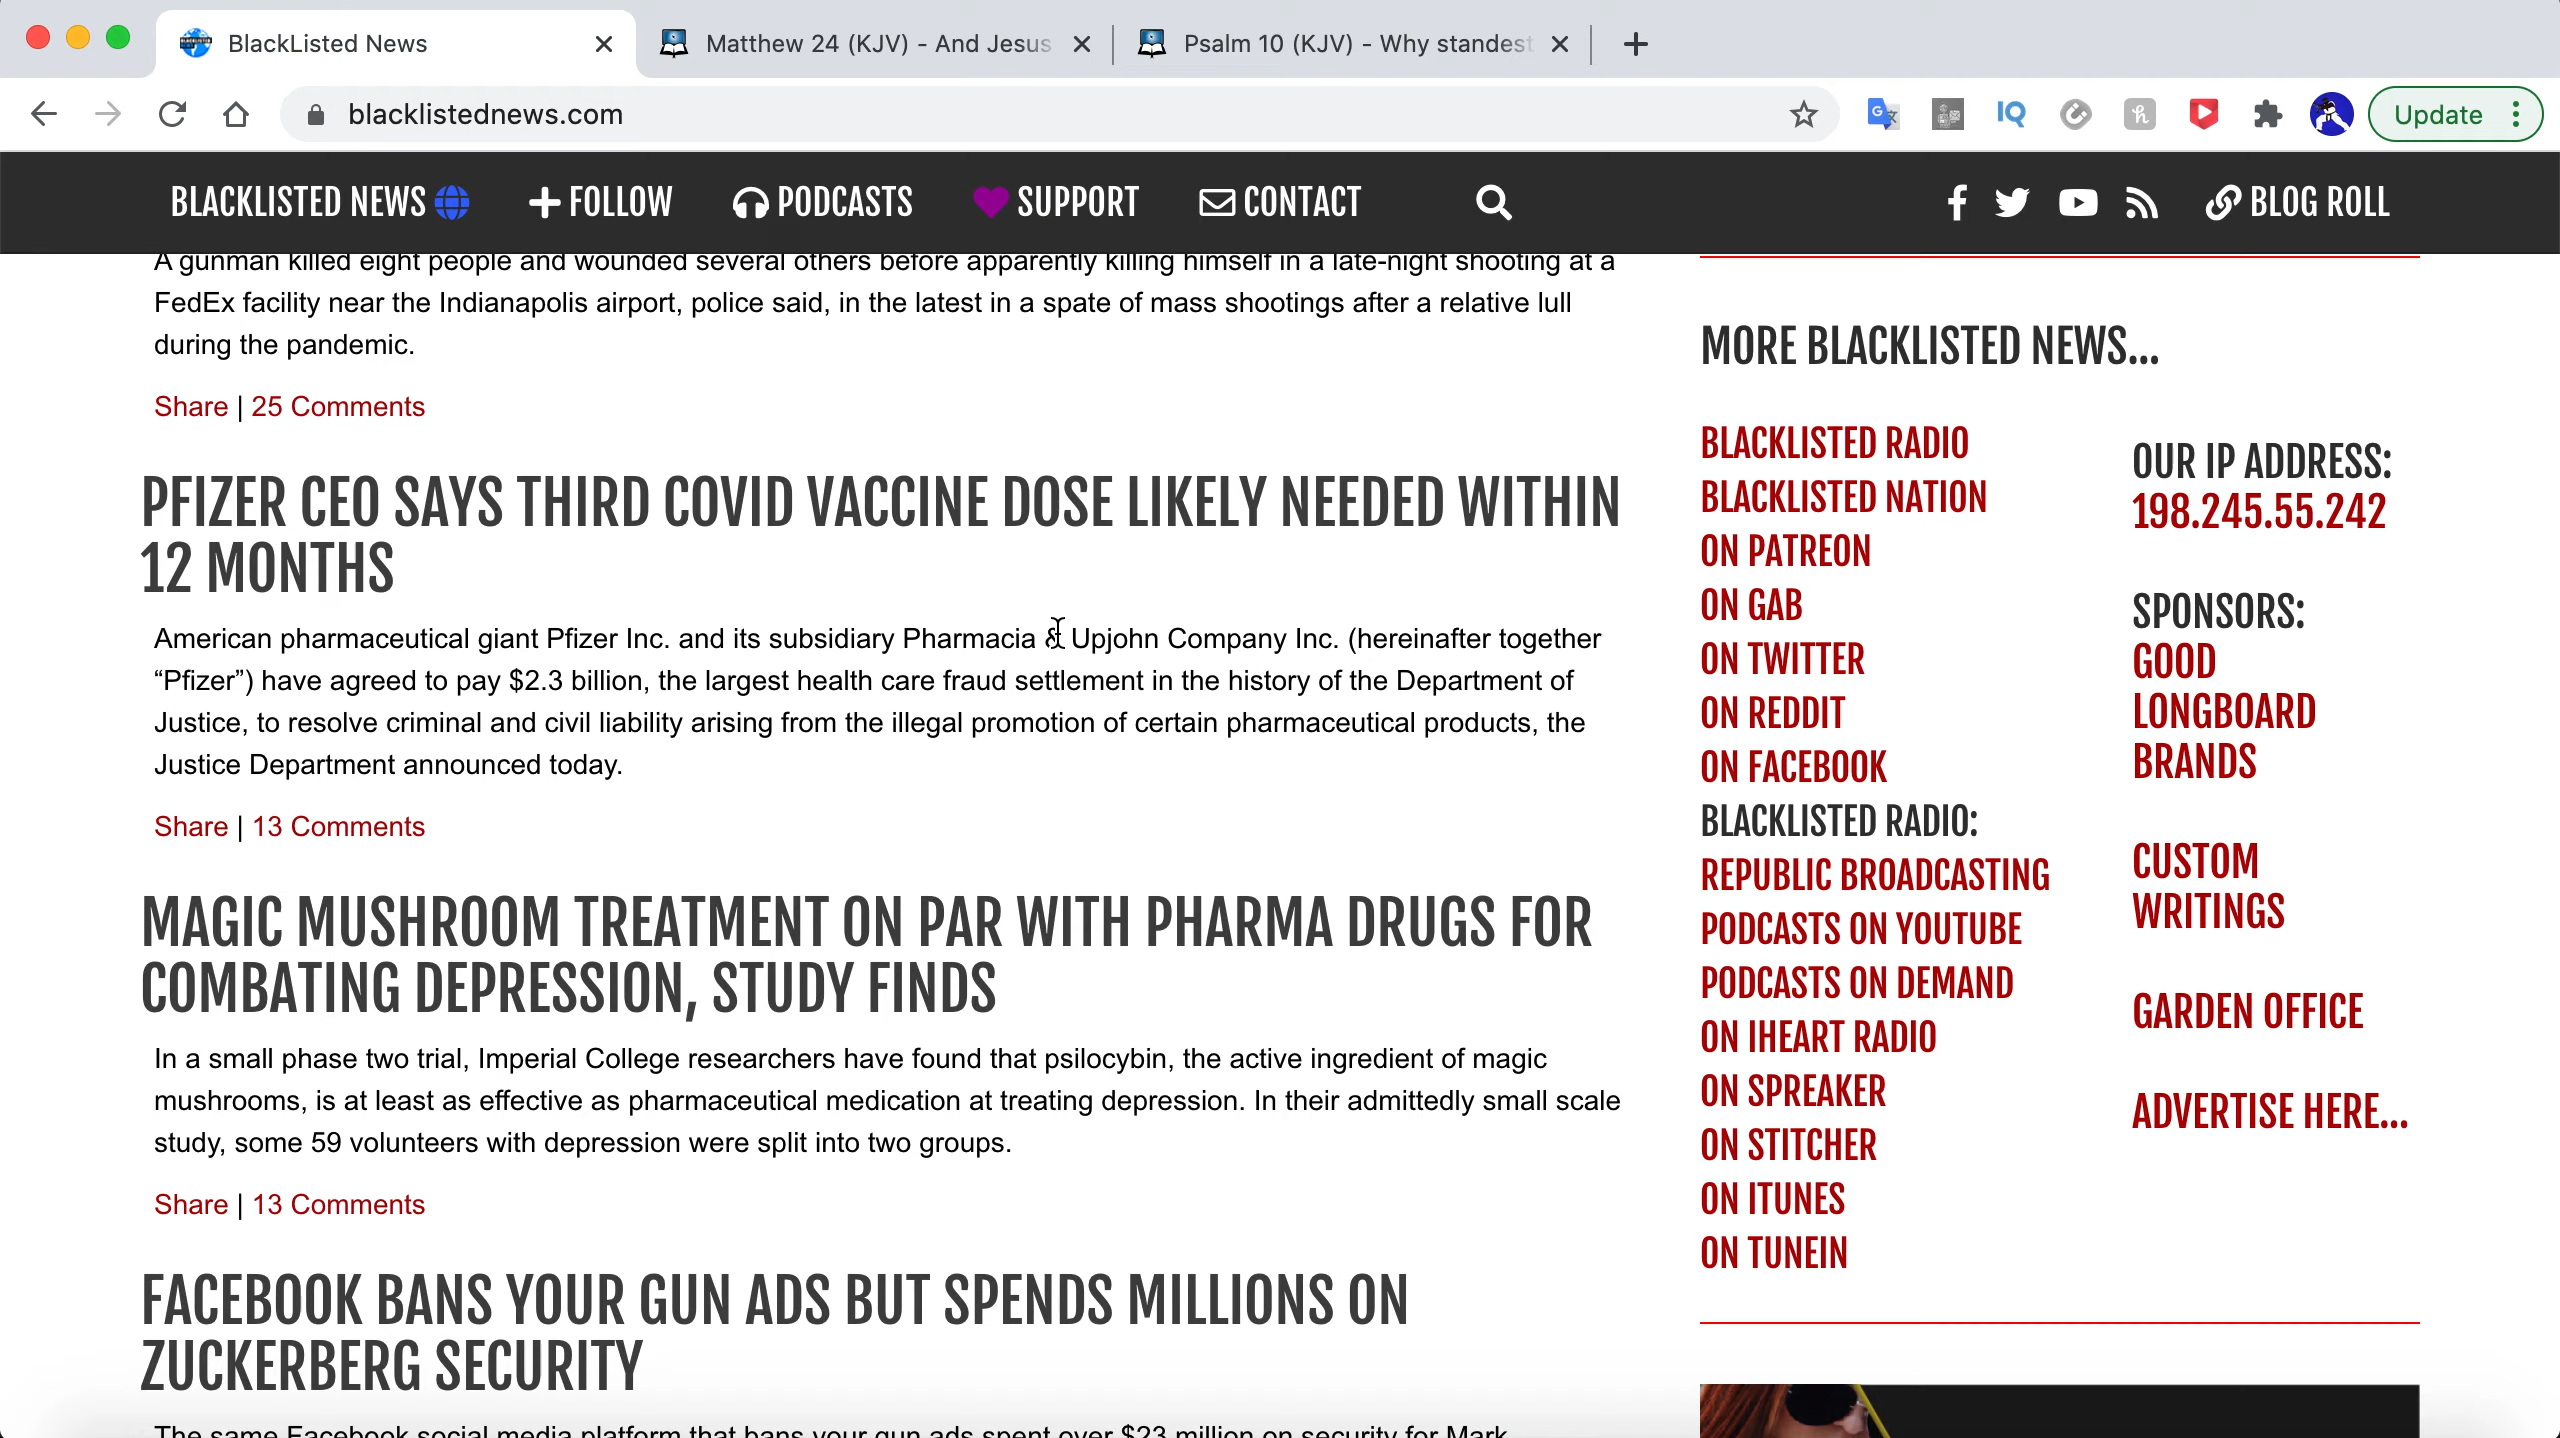 BlackListed News
Matthew 24 (KJV) - And Jesus
Psalm 10 (KJV) - Why standest
blacklistednews.com
Update
BLACKLISTED NEWS
FOLLOW
PODCASTS
SUPPORT
CONTACT
BLOG ROLL
A gunman killed eight people and wounded several others before apparently killing himself in a late-night shooting at a
FedEx facility near the Indianapolis airport, police said, in the latest in a spate of mass shootings after a relative lull
during the pandemic.
Share | 25 Comments
PFIZER CEO SAYS THIRD COVID VACCINE DOSE LIKELY NEEDED WITHIN
12 MONTHS
American pharmaceutical giant Pfizer Inc. and its subsidiary Pharmacia & Upjohn Company Inc. (hereinafter together
“Pfizer”) have agreed to pay $2.3 billion, the largest health care fraud settlement in the history of the Department of
Justice, to resolve criminal and civil liability arising from the illegal promotion of certain pharmaceutical products, the
Justice Department announced today.
Share | 13 Comments
MAGIC MUSHROOM TREATMENT ON PAR WITH PHARMA DRUGS FOR
COMBATING DEPRESSION, STUDY FINDS
In a small phase two trial, Imperial College researchers have found that psilocybin, the active ingredient of magic
mushrooms, is at least as effective as pharmaceutical medication at treating depression. In their admittedly small scale
study, some 59 volunteers with depression were split into two groups.
Share | 13 Comments
FACEBOOK BANS YOUR GUN ADS BUT SPENDS MILLIONS ON
ZUCKERBERG SECURITY
The same Facebook social media platform that bans your gun ads spent over $23 million on security for Mark
MORE BLACKLISTED NEWS...
BLACKLISTED RADIO
BLACKLISTED NATION
ON PATREON
ON GAB
ON TWITTER
ON REDDIT
ON FACEBOOK
BLACKLISTED RADIO:
REPUBLIC BROADCASTING
PODCASTS ON YOUTUBE
PODCASTS ON DEMAND
ON IHEART RADIO
ON SPREAKER
ON STITCHER
ON ITUNES
ON TUNEIN
OUR IP ADDRESS:
198.245.55.242
SPONSORS:
GOOD
LONGBOARD
BRANDS
CUSTOM
WRITINGS
GARDEN OFFICE
ADVERTISE HERE...